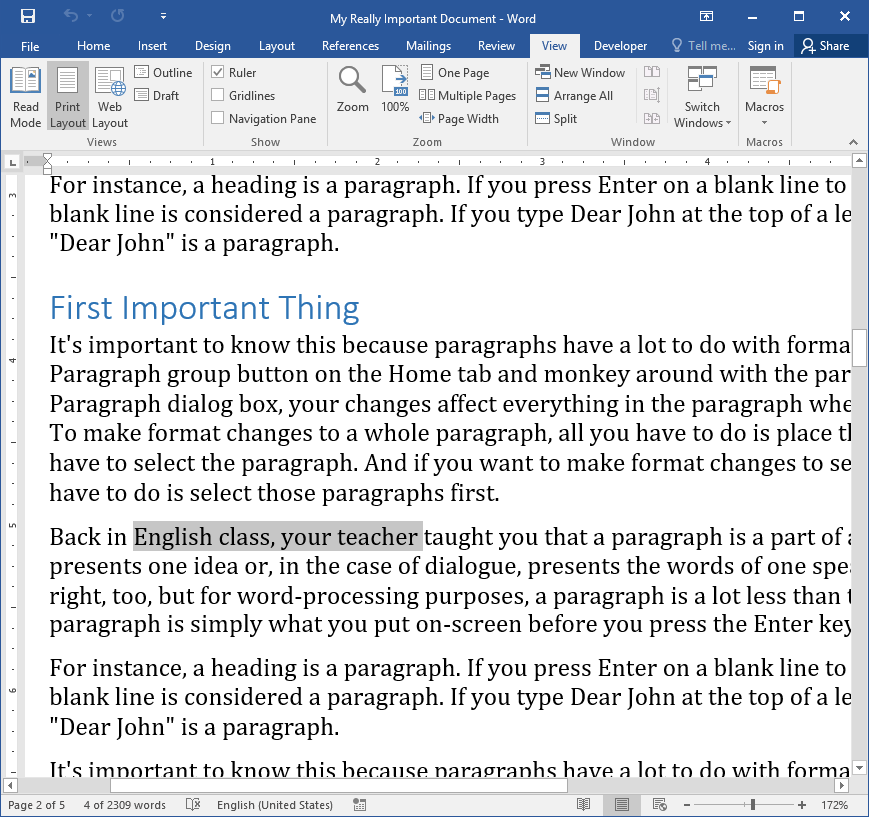 My Really Important Document - Word
File Home Insert Design Layout References Mailings Review View Developer Tell me... Sign in Share
Read Mode
Print Layout
Web Layout
Outline
Draft
Views
Ruler
Gridlines
Navigation Pane
Show
Zoom
100
100%
One Page
Multiple Pages
Page Width
Zoom
New Window
Arrange All
Split
Switch Windows
Window
Macros
Macros
L
1 2 3 4
3
4
5
6
For instance, a heading is a paragraph. If you press Enter on a blank line to
blank line is considered a paragraph. If you type Dear John at the top of a le
"Dear John" is a paragraph.
First Important Thing
It's important to know this because paragraphs have a lot to do with forma
Paragraph group button on the Home tab and monkey around with the par
Paragraph dialog box, your changes affect everything in the paragraph whe
To make format changes to a whole paragraph, all you have to do is place th
have to select the paragraph. And if you want to make format changes to se
have to do is select those paragraphs first.
Back in English class, your teacher taught you that a paragraph is a part of a
presents one idea or, in the case of dialogue, presents the words of one spea
right, too, but for word-processing purposes, a paragraph is a lot less than t
paragraph is simply what you put on-screen before you press the Enter key
For instance, a heading is a paragraph. If you press Enter on a blank line to
blank line is considered a paragraph. If you type Dear John at the top of a le
"Dear John" is a paragraph.
It's important to know this because paragraphs have a lot to do with forma
Page 2 of 5 4 of 2309 words English (United States) 172%